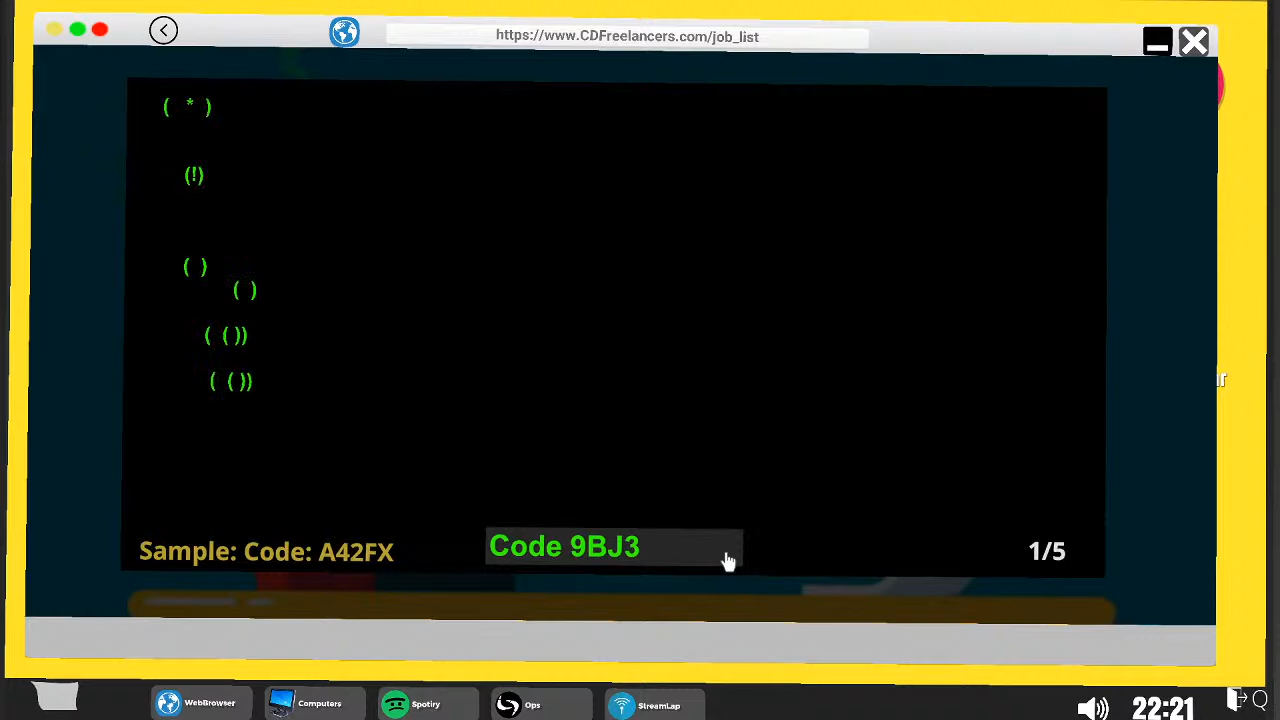 https://www.CDFreelancers.com/job_list
( * )
(!)
( )
( )
( ( ))
( ( ))
Sample: Code: A42FX
Code 9BJ3
1/5
WebBrowser
Computers
Spotiry
Ops
StreamLap
22:21